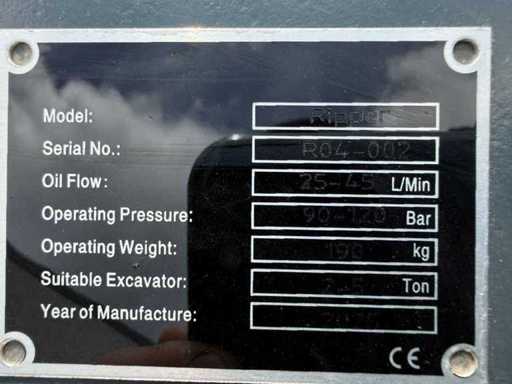 Model: Ripper
Serial No.: R04-002
Oil Flow: 25-45 L/Min
Operating Pressure: 90-120 Bar
Operating Weight: kg
Suitable Excavator: Ton
Year of Manufacture:
CE